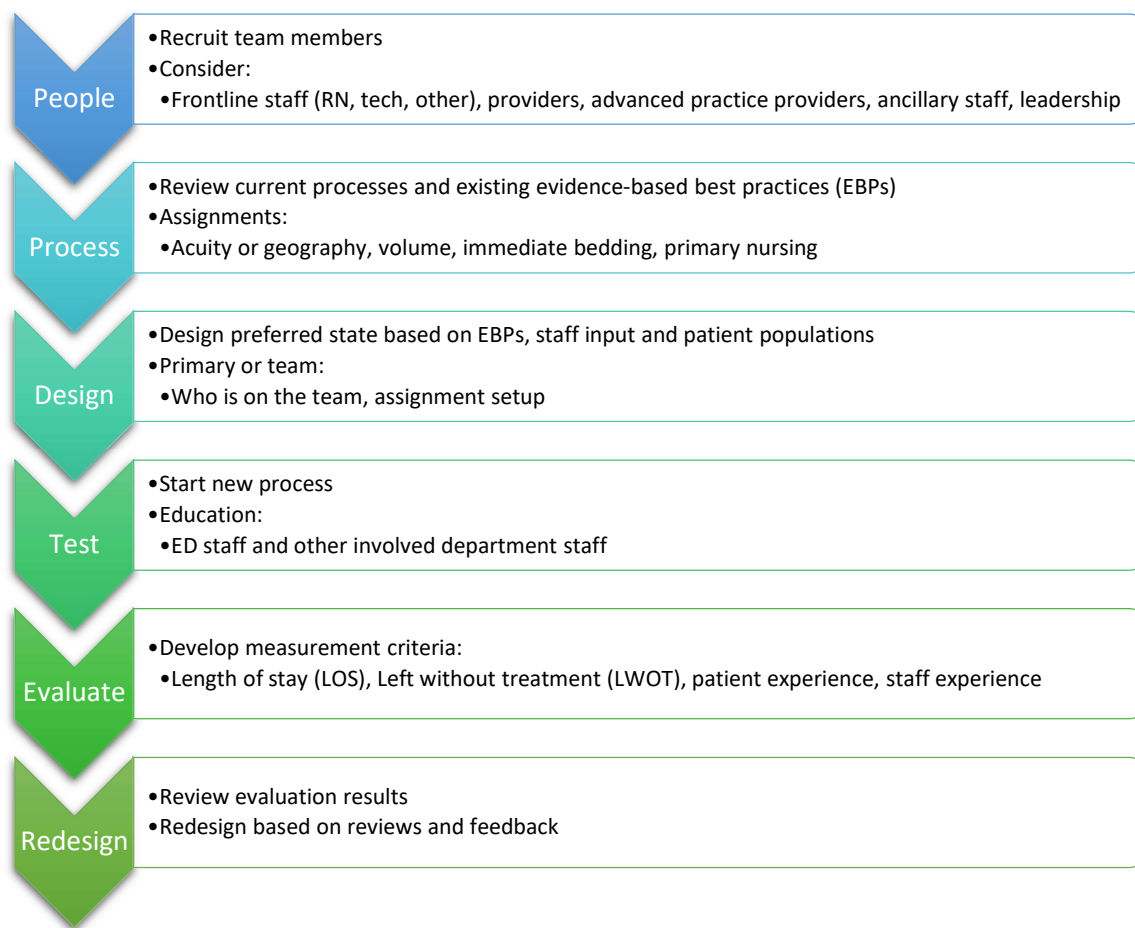 People
•Recruit team members
•Consider:
•Frontline staff (RN, tech, other), providers, advanced practice providers, ancillary staff, leadership
Process
•Review current processes and existing evidence-based best practices (EBPs)
•Assignments:
•Acuity or geography, volume, immediate bedding, primary nursing
Design
•Design preferred state based on EBPs, staff input and patient populations
•Primary or team:
•Who is on the team, assignment setup
Test
•Start new process
•Education:
•ED staff and other involved department staff
Evaluate
•Develop measurement criteria:
•Length of stay (LOS), Left without treatment (LWOT), patient experience, staff experience
Redesign
•Review evaluation results
•Redesign based on reviews and feedback